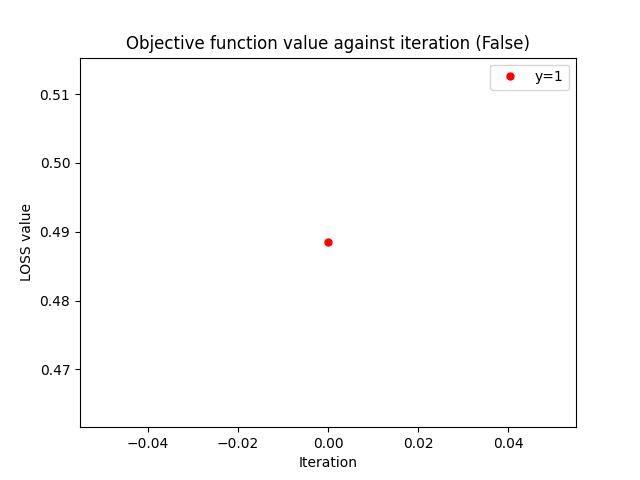 Objective function value against iteration (False)
y=1
0.51
0.50
0.49
0.48
0.47
LOSS value
−0.04 −0.02 0.00 0.02 0.04
Iteration